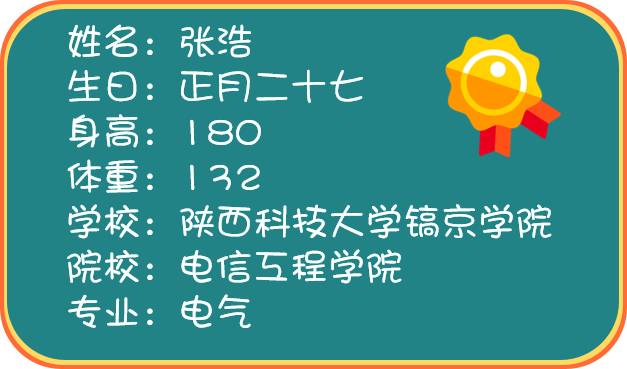 姓名：张浩
生日：正月二十七
身高：180
体重：132
学校：陕西科技大学镐京学院
院校：电信工程学院
专业：电气